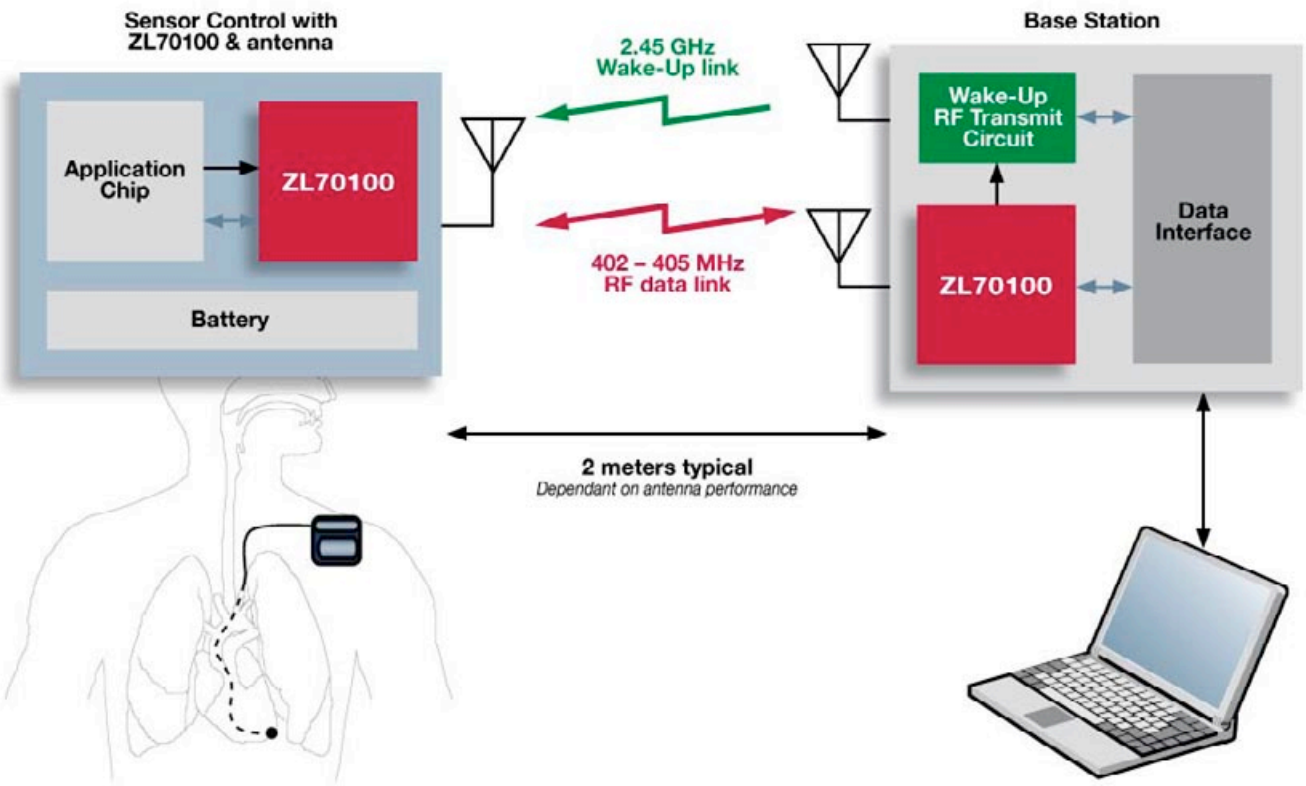 Sensor Control with
ZL70100 & antenna
Application
Chip
ZL70100
Battery
2.45 GHz
Wake-Up link
402 – 405 MHz
RF data link
Base Station
Wake-Up
RF Transmit
Circuit
ZL70100
Data
Interface
2 meters typical
Dependant on antenna performance